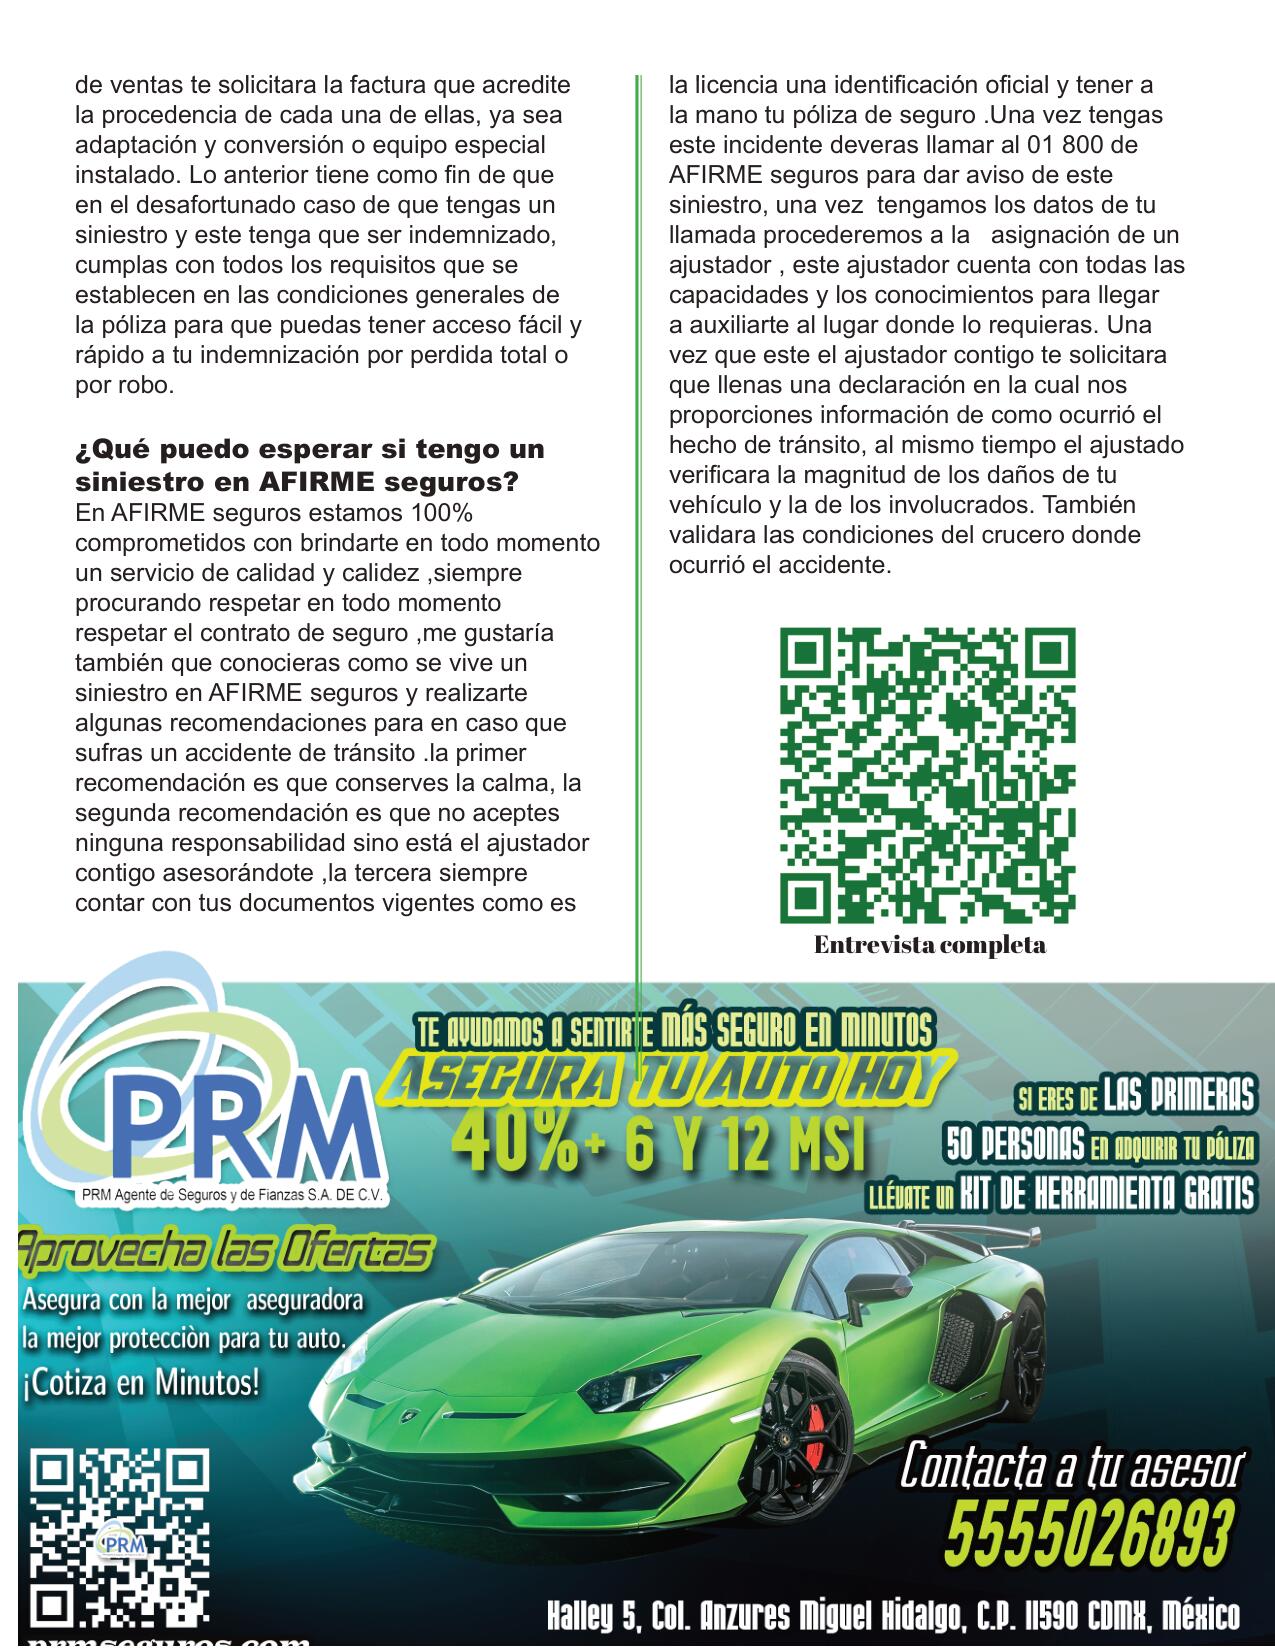 de ventas te solicitara la factura que acredite
la procedencia de cada una de ellas, ya sea
adaptación y conversión o equipo especial
instalado. Lo anterior tiene como fin de que
en el desafortunado caso de que tengas un
siniestro y este tenga que ser indemnizado,
cumplas con todos los requisitos que se
establecen en las condiciones generales de
la póliza para que puedas tener acceso fácil y
rápido a tu indemnización por perdida total o
por robo.
¿Qué puedo esperar si tengo un
siniestro en AFIRME seguros?
En AFIRME seguros estamos 100%
comprometidos con brindarte en todo momento
un servicio de calidad y calidez ,siempre
procurando respetar en todo momento
respetar el contrato de seguro ,me gustaría
también que conocieras como se vive un
siniestro en AFIRME seguros y realizarte
algunas recomendaciones para en caso que
sufras un accidente de tránsito .la primer
recomendación es que conserves la calma, la
segunda recomendación es que no aceptes
ninguna responsabilidad sino está el ajustador
contigo asesorándote ,la tercera siempre
contar con tus documentos vigentes como es
la licencia una identificación oficial y tener a
la mano tu póliza de seguro .Una vez tengas
este incidente deveras llamar al 01 800 de
AFIRME seguros para dar aviso de este
siniestro, una vez  tengamos los datos de tu
llamada procederemos a la   asignación de un
ajustador , este ajustador cuenta con todas las
capacidades y los conocimientos para llegar
a auxiliarte al lugar donde lo requieras. Una
vez que este el ajustador contigo te solicitara
que llenas una declaración en la cual nos
proporciones información de como ocurrió el
hecho de tránsito, al mismo tiempo el ajustado
verificara la magnitud de los daños de tu
vehículo y la de los involucrados. También
validara las condiciones del crucero donde
ocurrió el accidente.
Entrevista completa
PRM
PRM Agente de Seguros y de Fianzas S.A. DE C.V.
TE AYUDAMOS A SENTIRTE MÁS SEGURO EN MINUTOS
ASEGURA TU AUTO HOY
40%+ 6 Y 12 MSI
SI ERES DE LAS PRIMERAS
50 PERSONAS EN ADQUIRIR TU PÓLIZA
LLÉVATE UN KIT DE HERRAMIENTA GRATIS
Aprovecha las Ofertas
Asegura con la mejor  aseguradora
la mejor protecciòn para tu auto.
¡Cotiza en Minutos!
PRM
prmseguros.com
Contacta a tu asesor
5555026893
Halley 5, Col. Anzures Miguel Hidalgo, C.P. 11590 CDMX, México